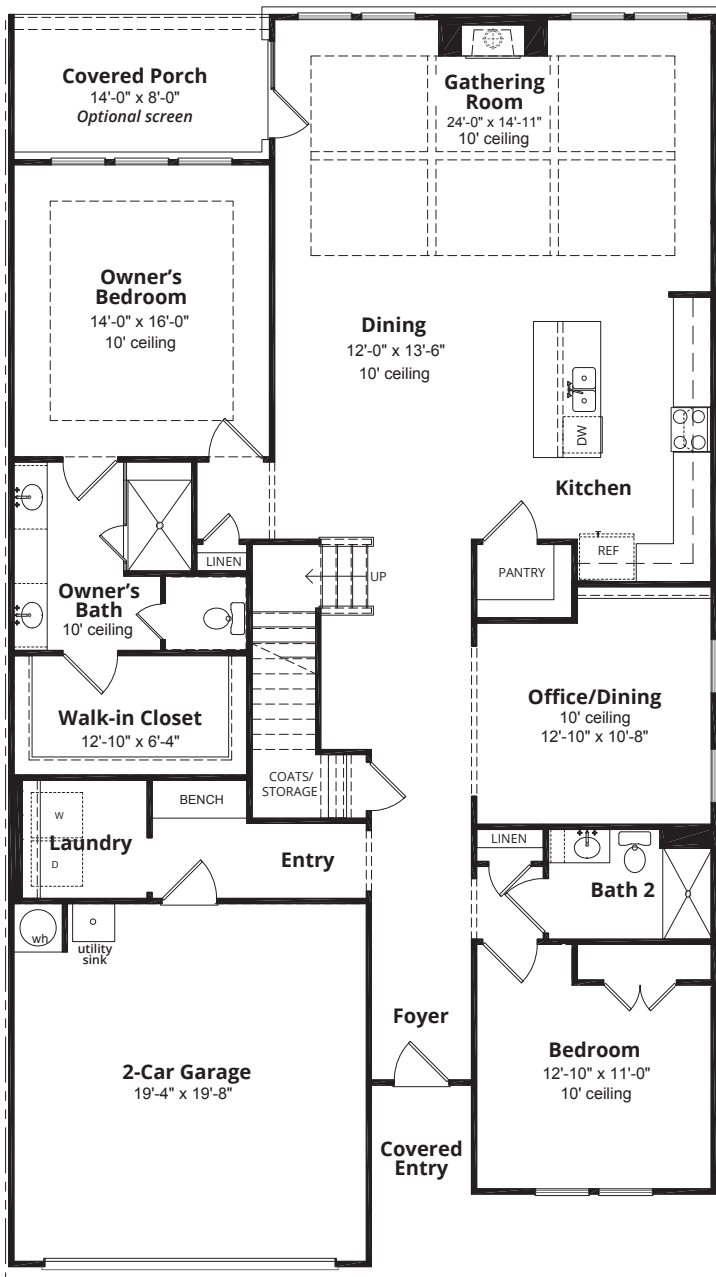 Covered Porch
14'-0" x 8'-0"
Optional screen
Gathering
Room
24'-0" x 14'-11"
10' ceiling
Owner's
Bedroom
14'-0" x 16'-0"
10' ceiling
Dining
12'-0" x 13'-6"
10' ceiling
DW
Kitchen
REF
PANTRY
LINEN
UP
Owner's
Bath
10' ceiling
Walk-in Closet
12'-10" x 6'-4"
Office/Dining
10' ceiling
12'-10" x 10'-8"
COATS/
STORAGE
BENCH
W
Laundry
D
Entry
LINEN
Bath 2
wh
utility
sink
Foyer
2-Car Garage
19'-4" x 19'-8"
Bedroom
12'-10" x 11'-0"
10' ceiling
Covered
Entry